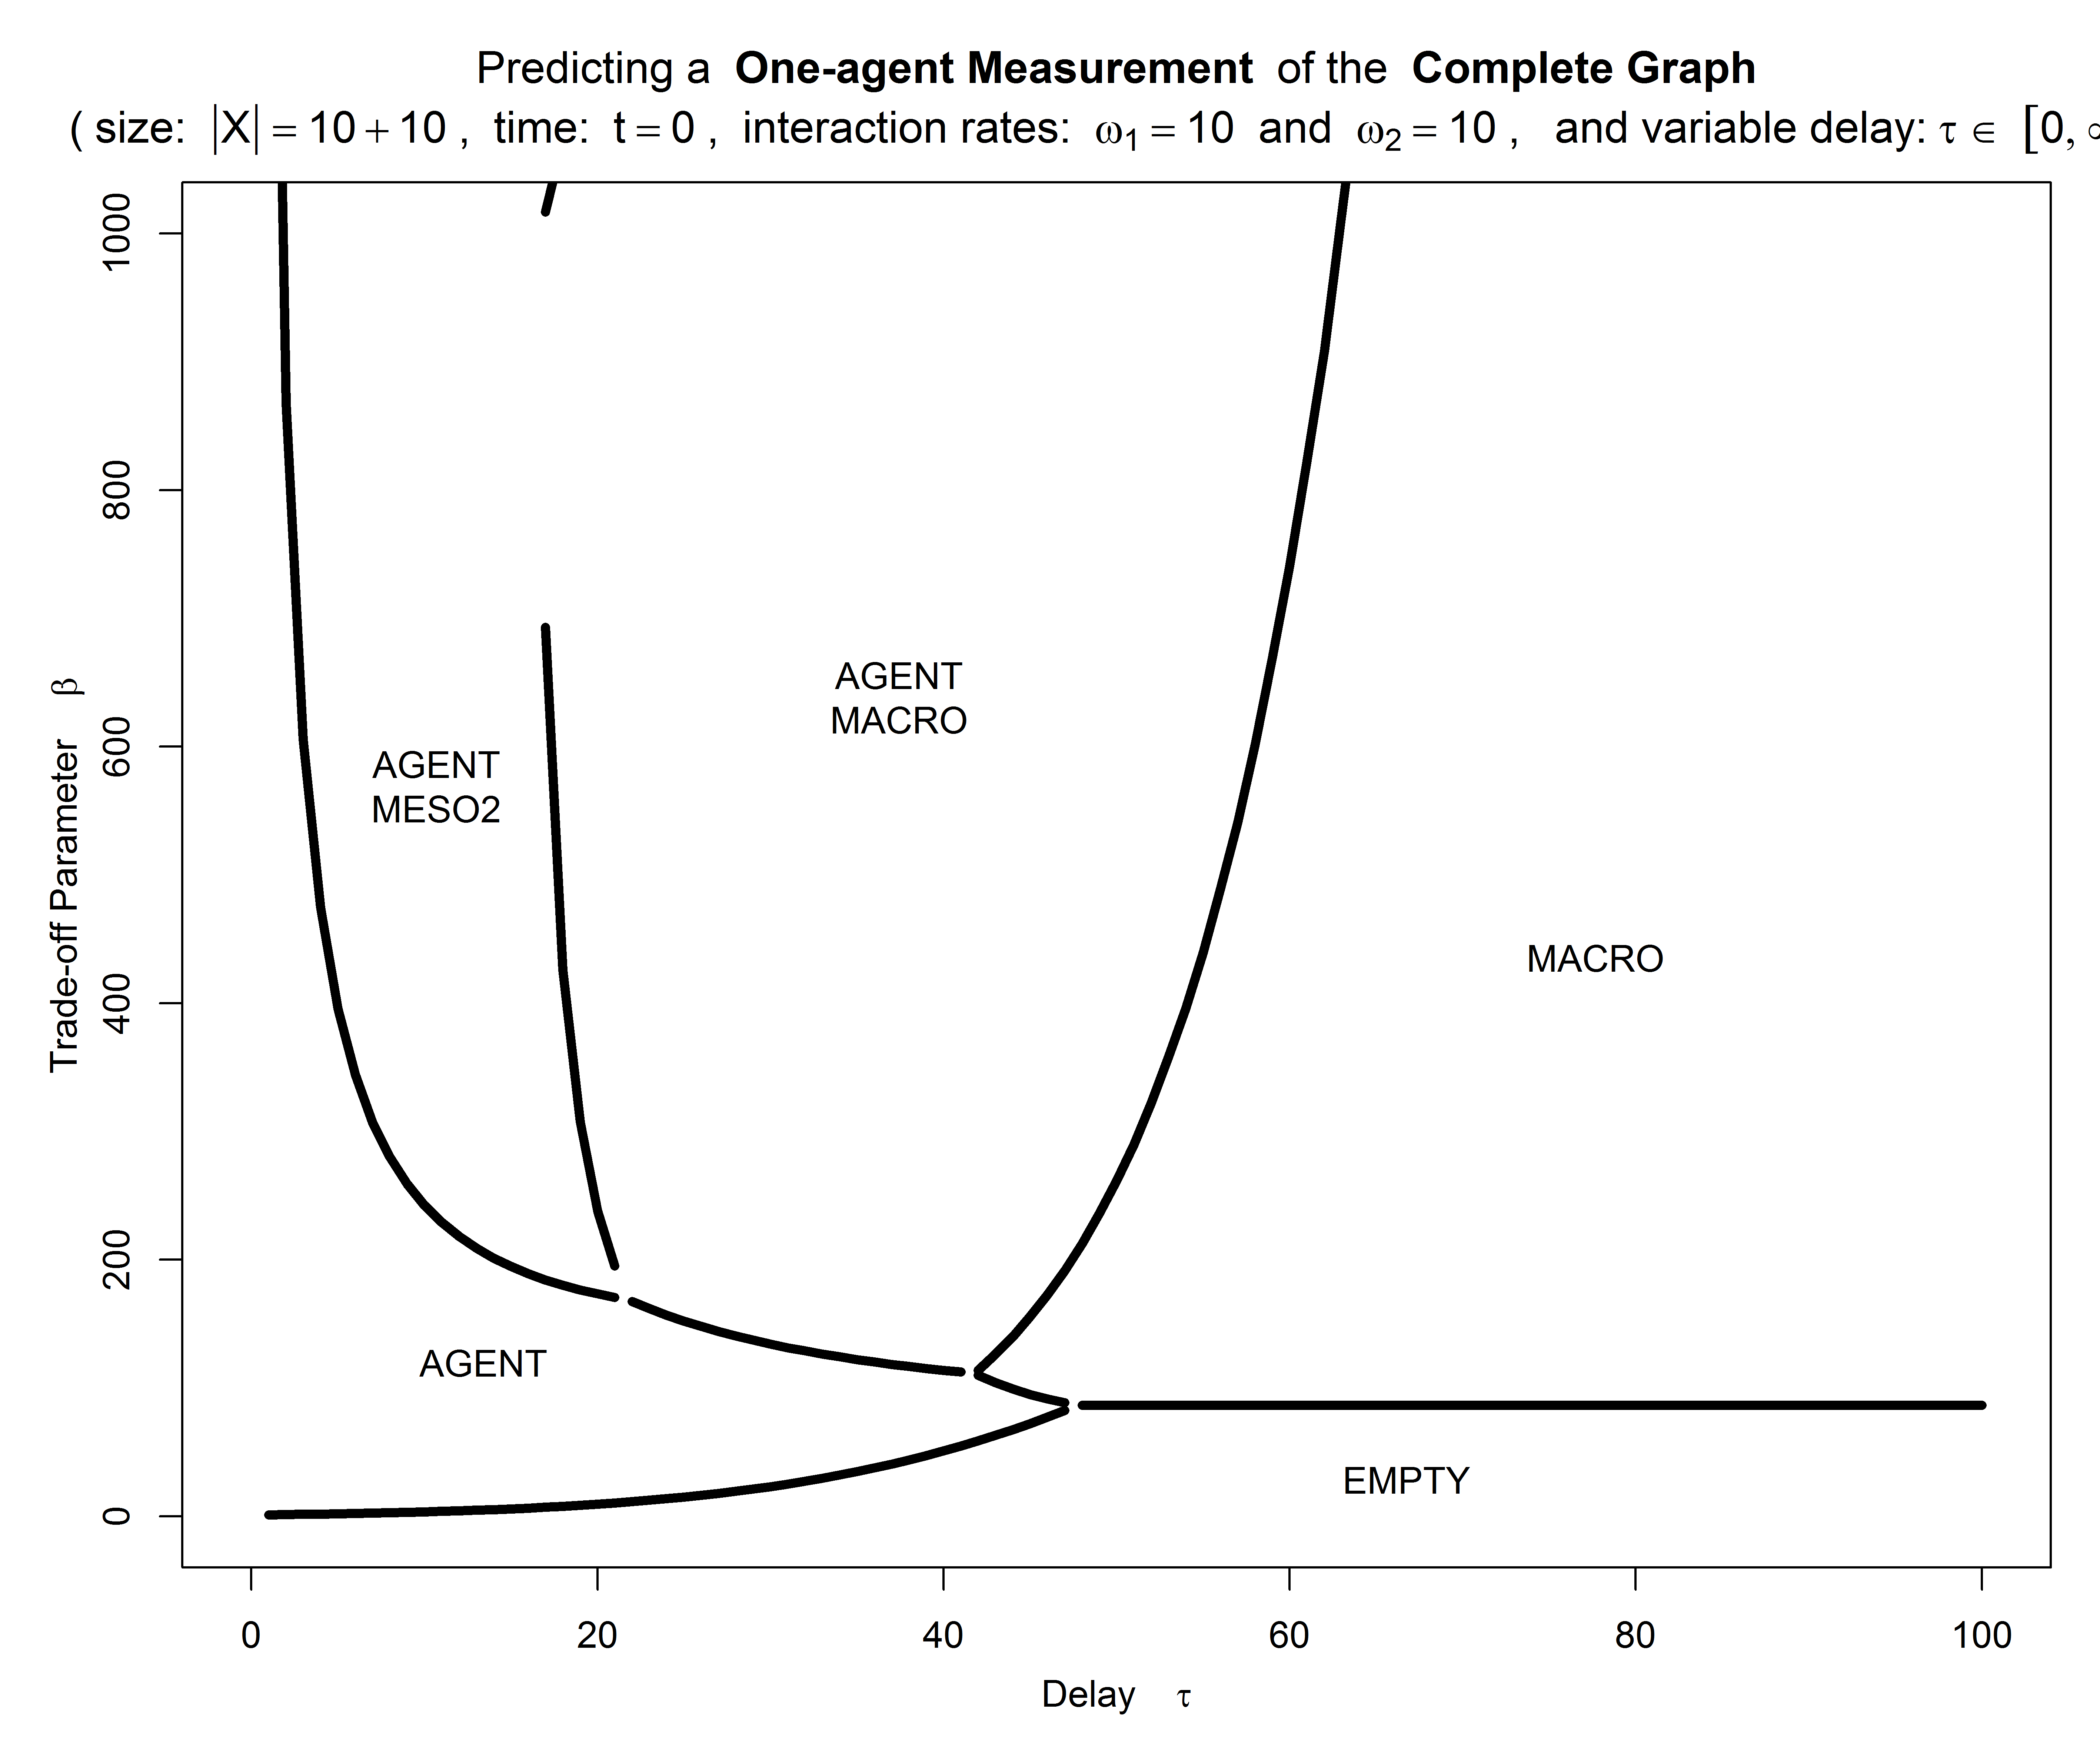 Predicting a One-agent Measurement of the Complete Graph
( size: |X| = 10 + 10 , time: t = 0 , interaction rates: ω1 = 10 and ω2 = 10 , and variable delay: τ ∈ [0,
1000
800
600
400
200
0
Trade-off Parameter β
AGENT
MACRO
AGENT
MESO2
MACRO
AGENT
EMPTY
0 20 40 60 80 100
Delay τ